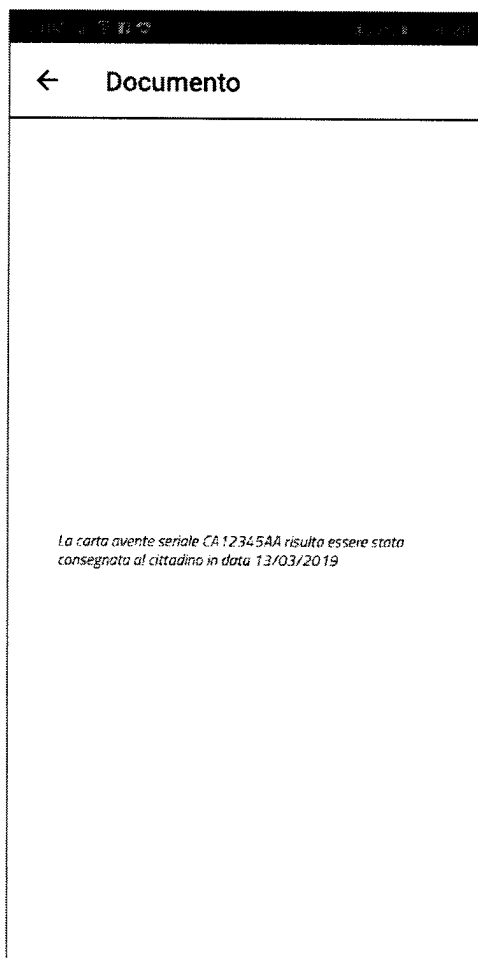 Documento
La carta avente seriale CA12345AA risulta essere stata
consegnata al cittadino in data 13/03/2019